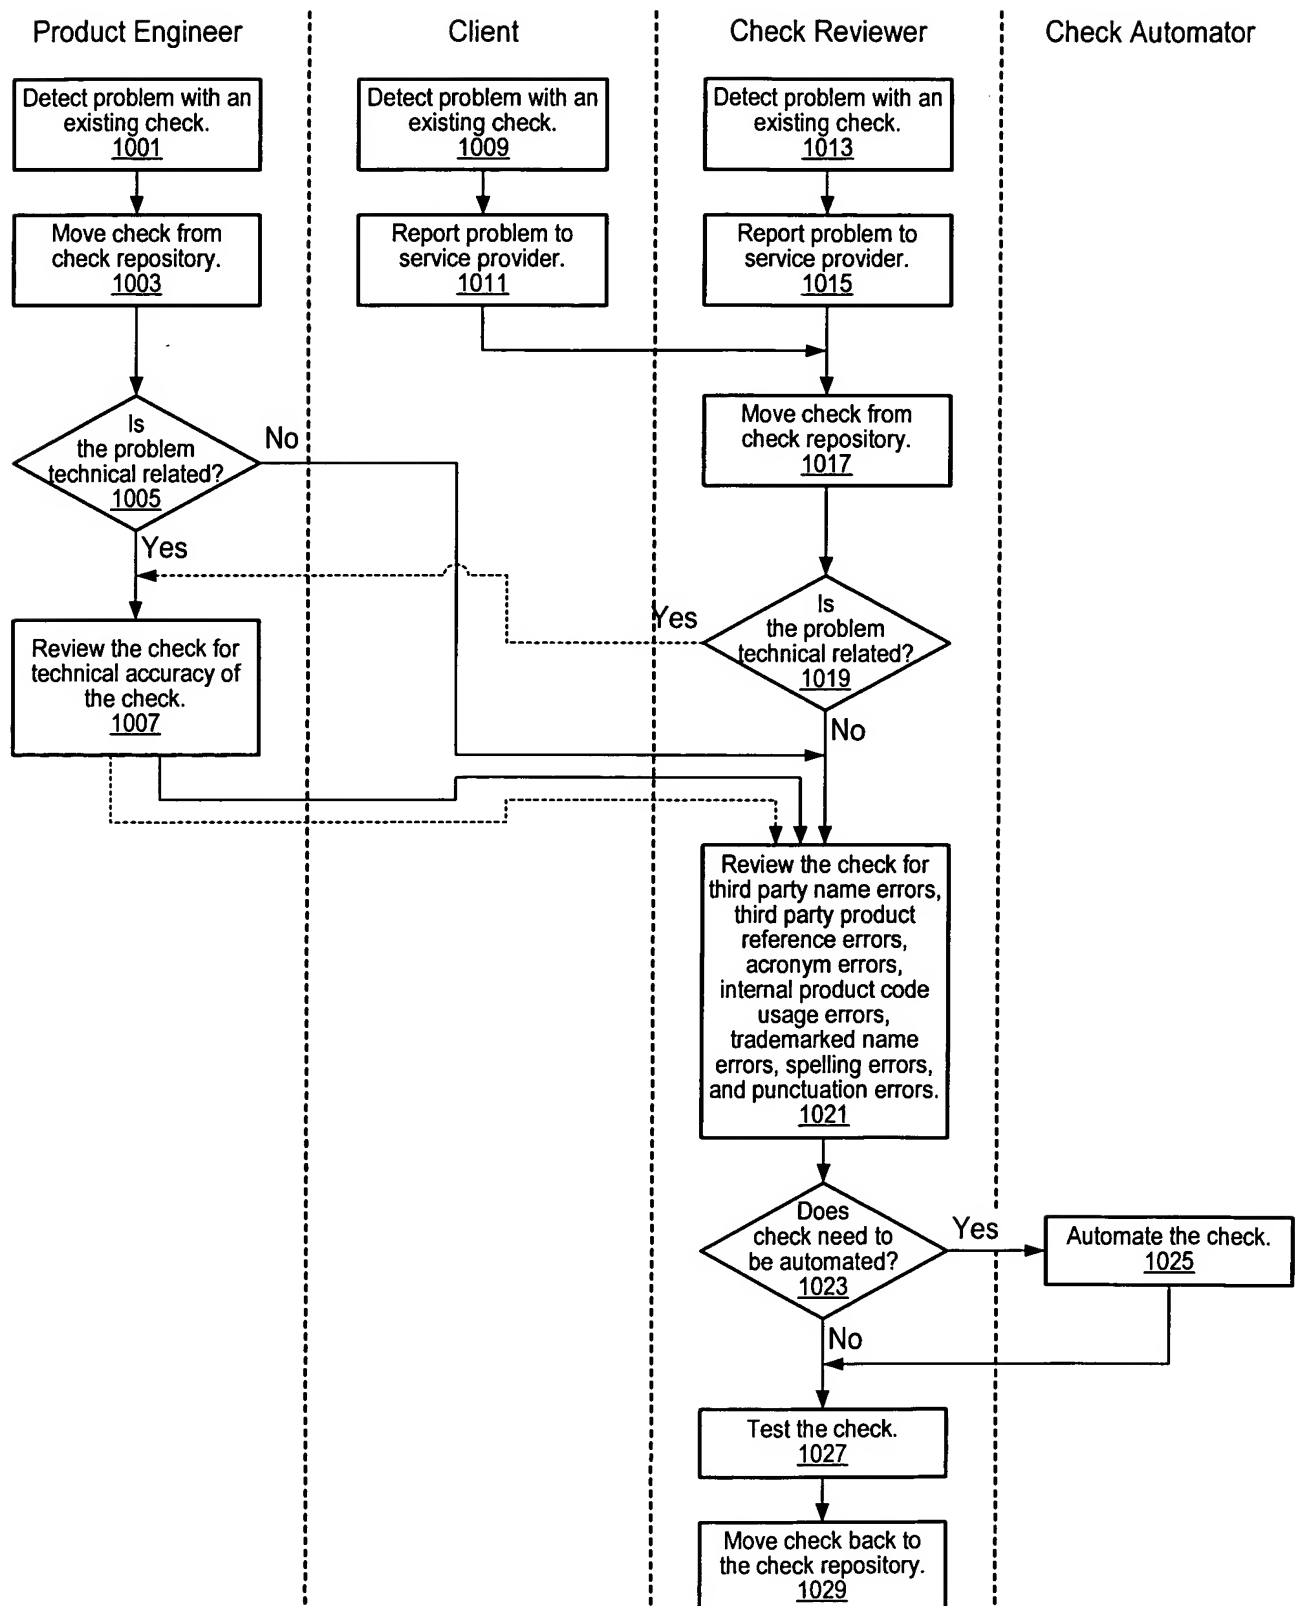 Product Engineer
Client
Check Reviewer
Check Automator
Detect problem with an
existing check.
1001
Detect problem with an
existing check.
1009
Detect problem with an
existing check.
1013
Move check from
check repository.
1003
Report problem to
service provider.
1011
Report problem to
service provider.
1015
Is
the problem
technical related?
1005
No
Yes
Move check from
check repository.
1017
Is
the problem
technical related?
1019
Yes
No
Review the check for
technical accuracy of
the check.
1007
Review the check for
third party name errors,
third party product
reference errors,
acronym errors,
internal product code
usage errors,
trademarked name
errors, spelling errors,
and punctuation errors.
1021
Does
check need to
be automated?
1023
Yes
No
Automate the check.
1025
Test the check.
1027
Move check back to
the check repository.
1029